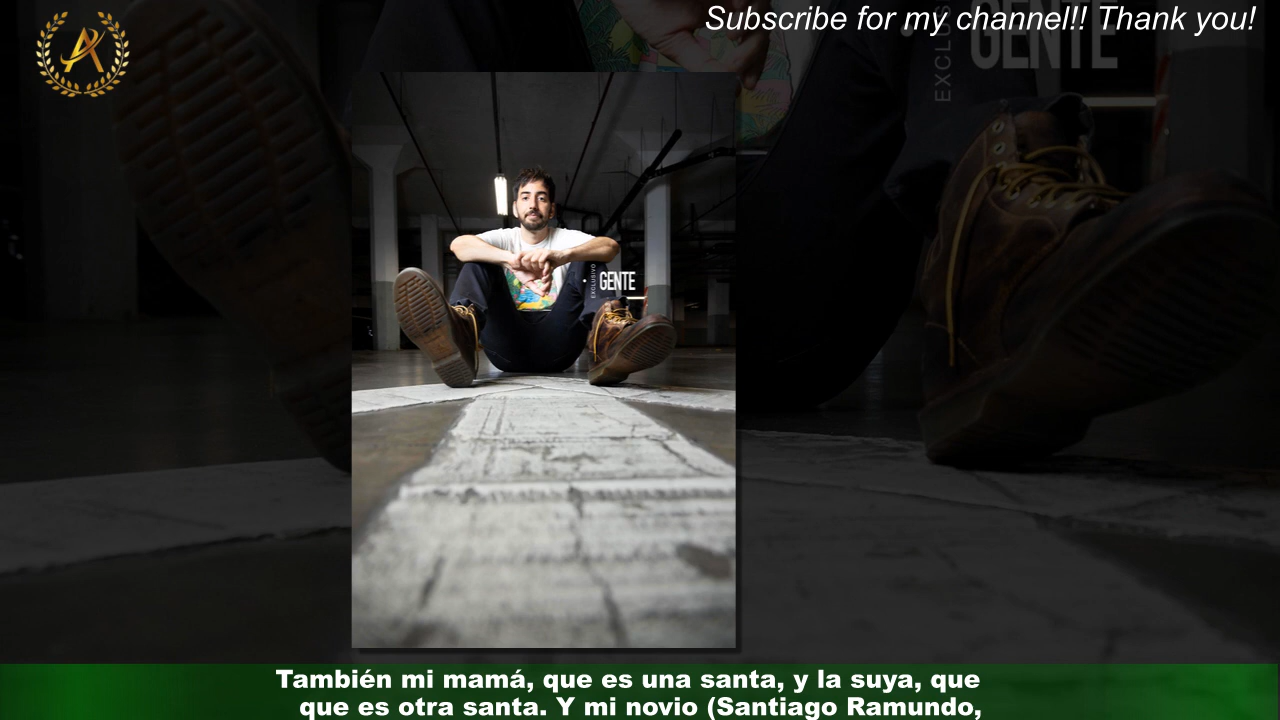 Subscribe for my channel!! Thank you!
EXCLUSIVO
GENTE
EXCLUSIVO
GENTE
También mi mamá, que es una santa, y la suya, que
que es otra santa. Y mi novio (Santiago Ramundo,